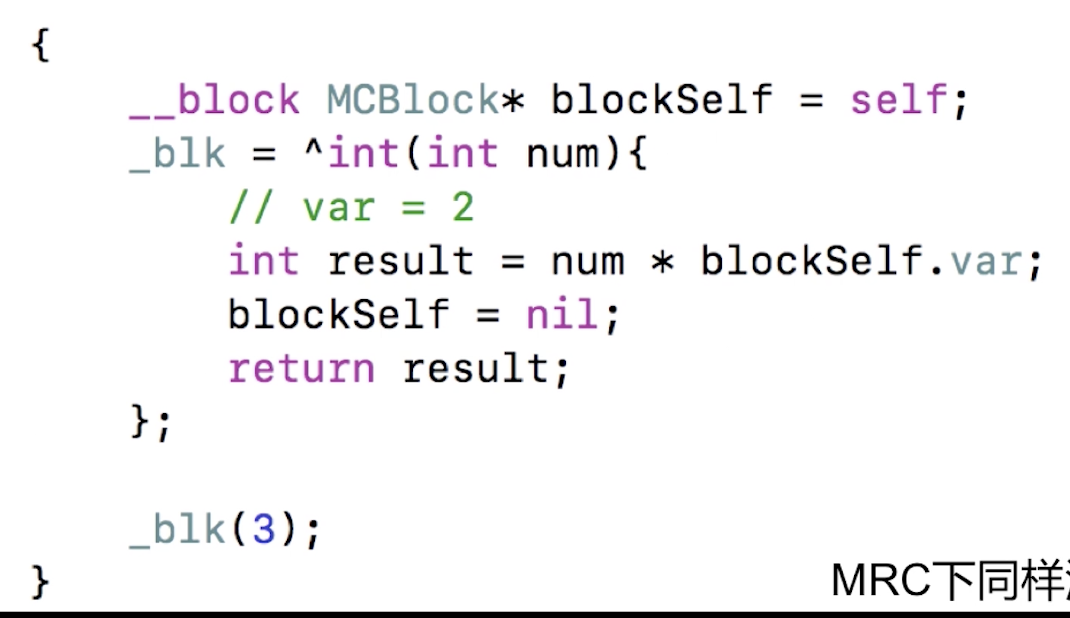 {
__block MCBlock* blockSelf = self;
_blk = ^int(int num){
// var = 2
int result = num * blockSelf.var;
blockSelf = nil;
return result;
};
_blk(3);
}
MRC下同样